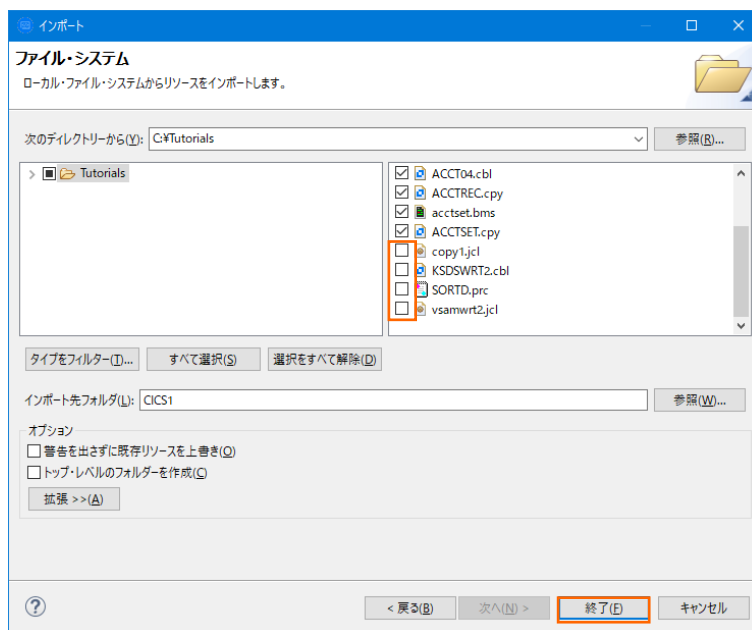 インポート
ファイル・システム
ローカル・ファイル・システムからリソースをインポートします。
次のディレクトリーから(Y): C:¥Tutorials 参照(R)...
Tutorials
ACCT04.cbl
ACCTREC.cpy
acctset.bms
ACCTSET.cpy
copy1.jcl
KSDSWRT2.cbl
SORTD.prc
vsamwrt2.jcl
タイプをフィルター(T)... すべて選択(S) 選択をすべて解除(D)
インポート先フォルダ(L): CICS1 参照(W)...
オプション
警告を出さずに既存リソースを上書き(O)
トップ・レベルのフォルダーを作成(C)
拡張 >>(A)
< 戻る(B) 次へ(N) > 終了(F) キャンセル